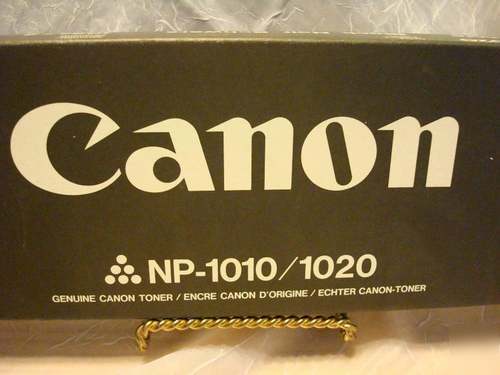 Canon
NP-1010/1020
GENUINE CANON TONER / ENCRE CANON D'ORIGINE / ECHTER CANON-TONER